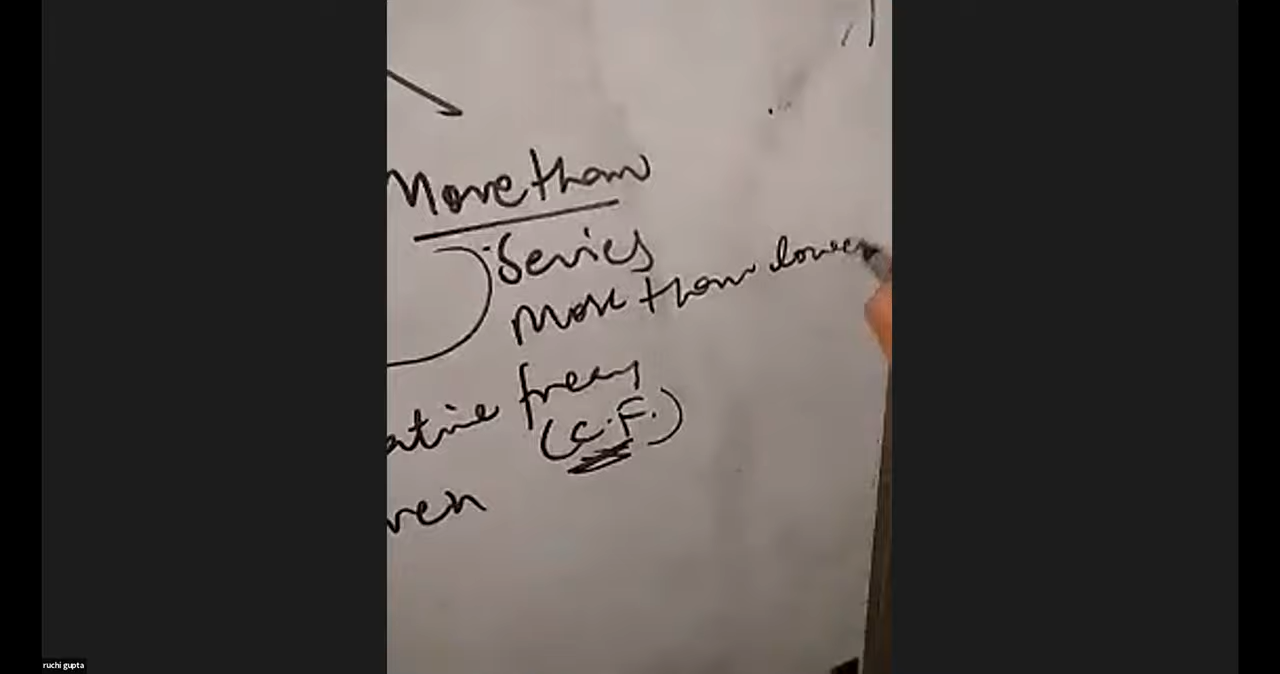 More than
Series
More than lower
ative freq
(C.F.)
ven
ruchi gupta